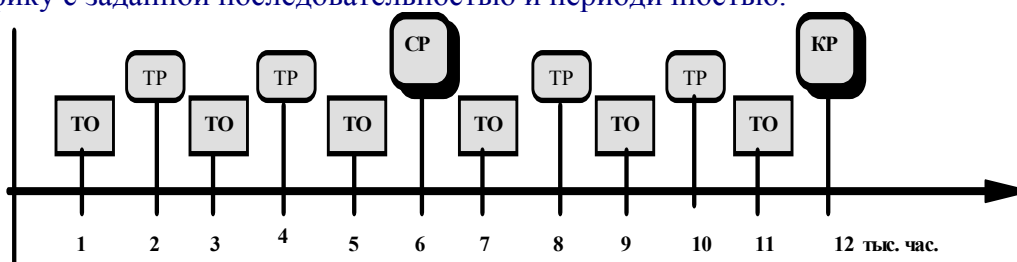 рику с заданной последовательностью и периодичностью.
СР КР
ТР ТР ТР ТР
ТО ТО ТО ТО ТО ТО
1 2 3 4 5 6 7 8 9 10 11 12 тыс. час.